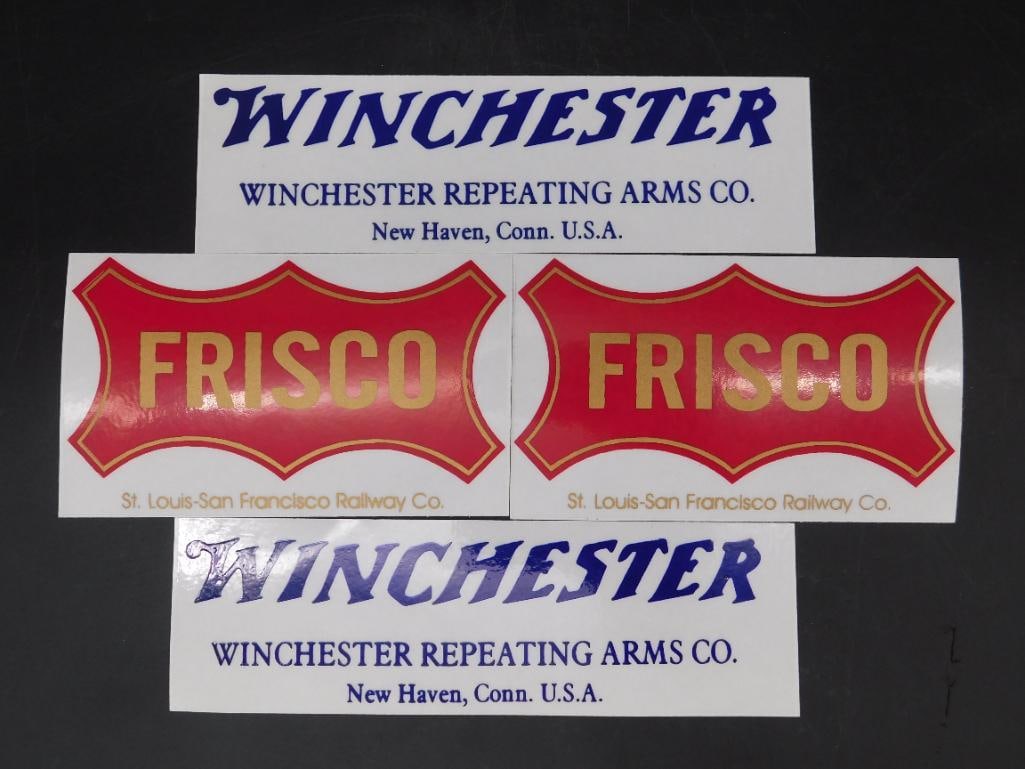 WINCHESTER
WINCHESTER REPEATING ARMS CO.
New Haven, Conn. U.S.A.
FRISCO
St. Louis-San Francisco Railway Co.
FRISCO
St. Louis-San Francisco Railway Co.
WINCHESTER
WINCHESTER REPEATING ARMS CO.
New Haven, Conn. U.S.A.